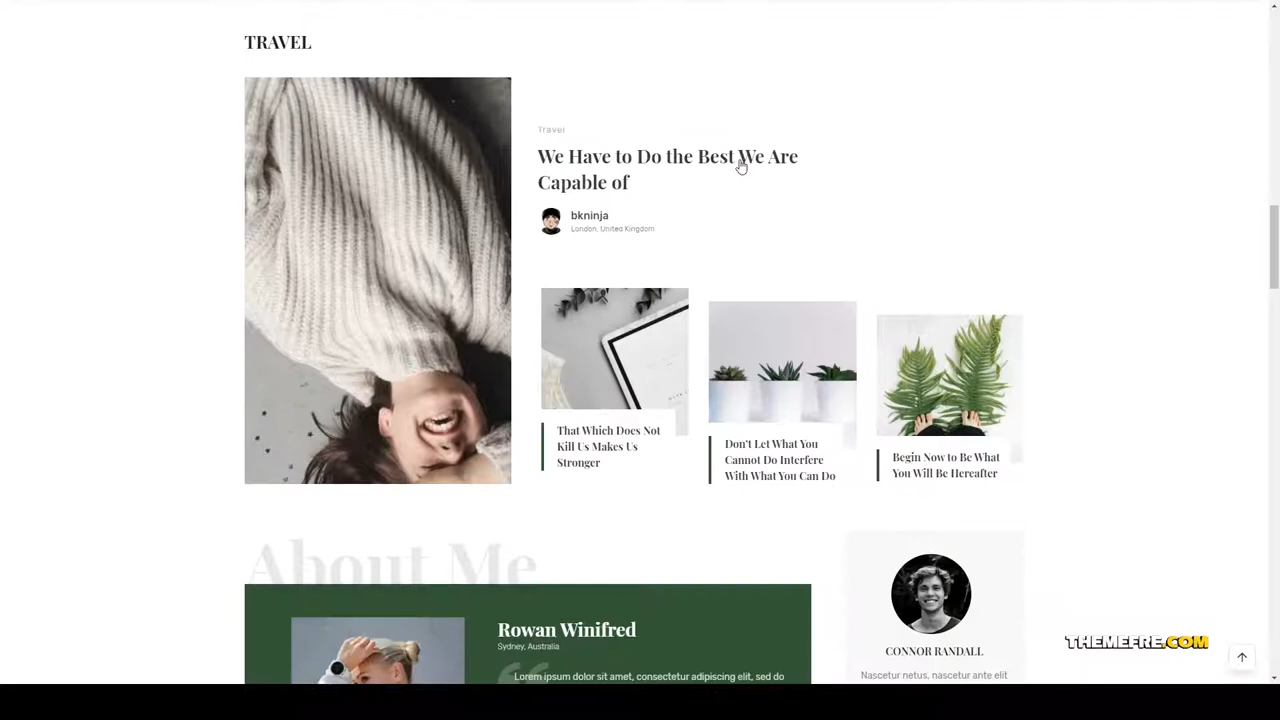 TRAVEL
Travel
We Have to Do the Best We Are
Capable of
bkninja
London, United Kingdom
That Which Does Not
Kill Us Makes Us
Stronger
Don't Let What You
Cannot Do Interfere
With What You Can Do
Begin Now to Be What
You Will Be Hereafter
About Me
Rowan Winifred
Sydney, Australia
Lorem ipsum dolor sit amet, consectetur adipiscing elit, sed do
CONNOR RANDALL
Nascetur netus, nascetur ante elit
THEMEFRE.COM